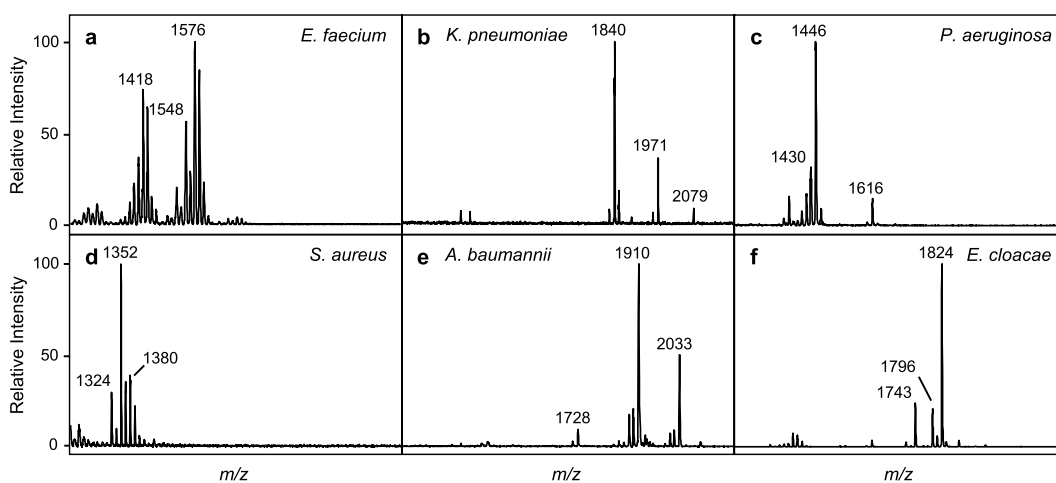 a E. faecium
1576
1418
1548
b K. pneumoniae
1840
1971
2079
c P. aeruginosa
1446
1430
1616
Relative Intensity
100
50
0
d S. aureus
1352
1324
1380
e A. baumannii
1910
2033
1728
f E. cloacae
1824
1796
1743
Relative Intensity
100
50
0
m/z
m/z
m/z